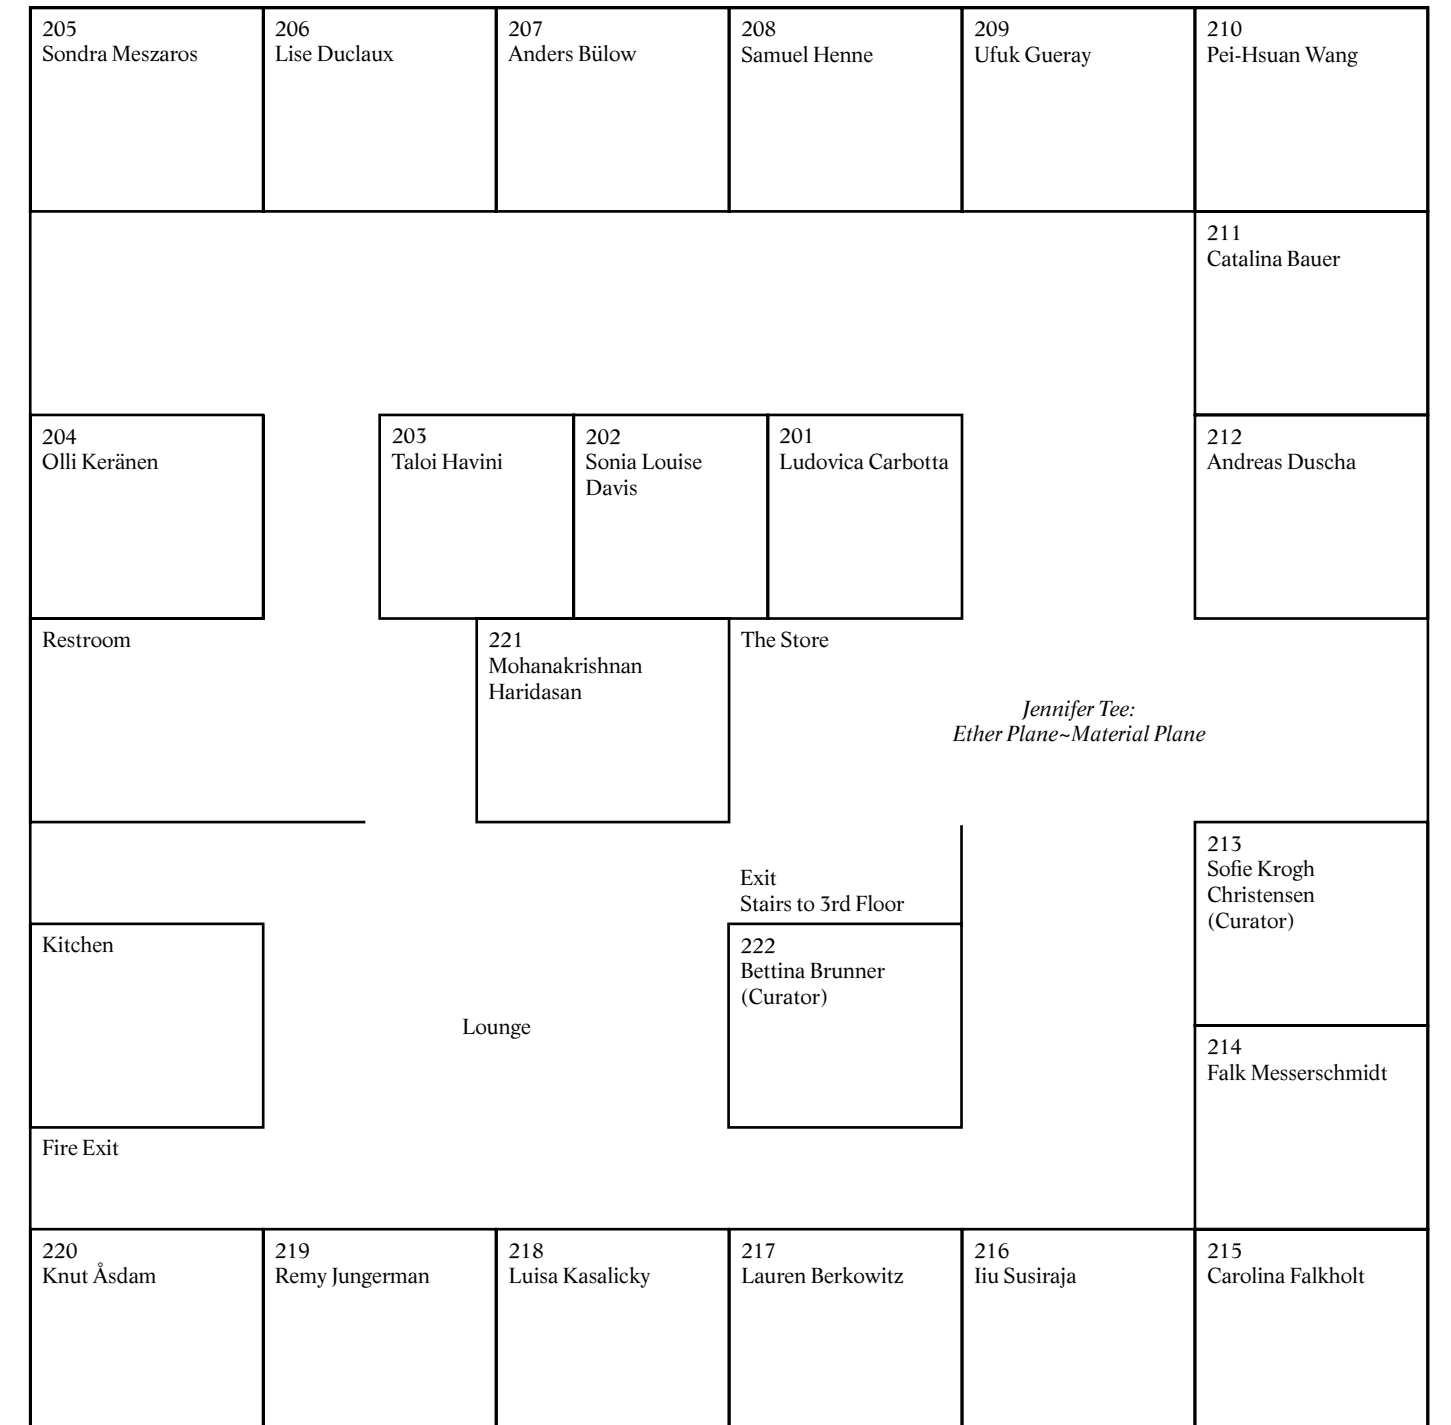 205
Sondra Meszaros
206
Lise Duclaux
207
Anders Bülow
208
Samuel Henne
209
Ufuk Gueray
210
Pei-Hsuan Wang
211
Catalina Bauer
204
Olli Keränen
203
Taloi Havini
202
Sonia Louise
Davis
201
Ludovica Carbotta
212
Andreas Duscha
Restroom
221
Mohanakrishnan
Haridasan
The Store
Jennifer Tee:
Ether Plane~Material Plane
213
Sofie Krogh
Christensen
(Curator)
Exit
Stairs to 3rd Floor
Kitchen
222
Bettina Brunner
(Curator)
Lounge
214
Falk Messerschmidt
Fire Exit
220
Knut Åsdam
219
Remy Jungerman
218
Luisa Kasalicky
217
Lauren Berkowitz
216
Iiu Susiraja
215
Carolina Falkholt